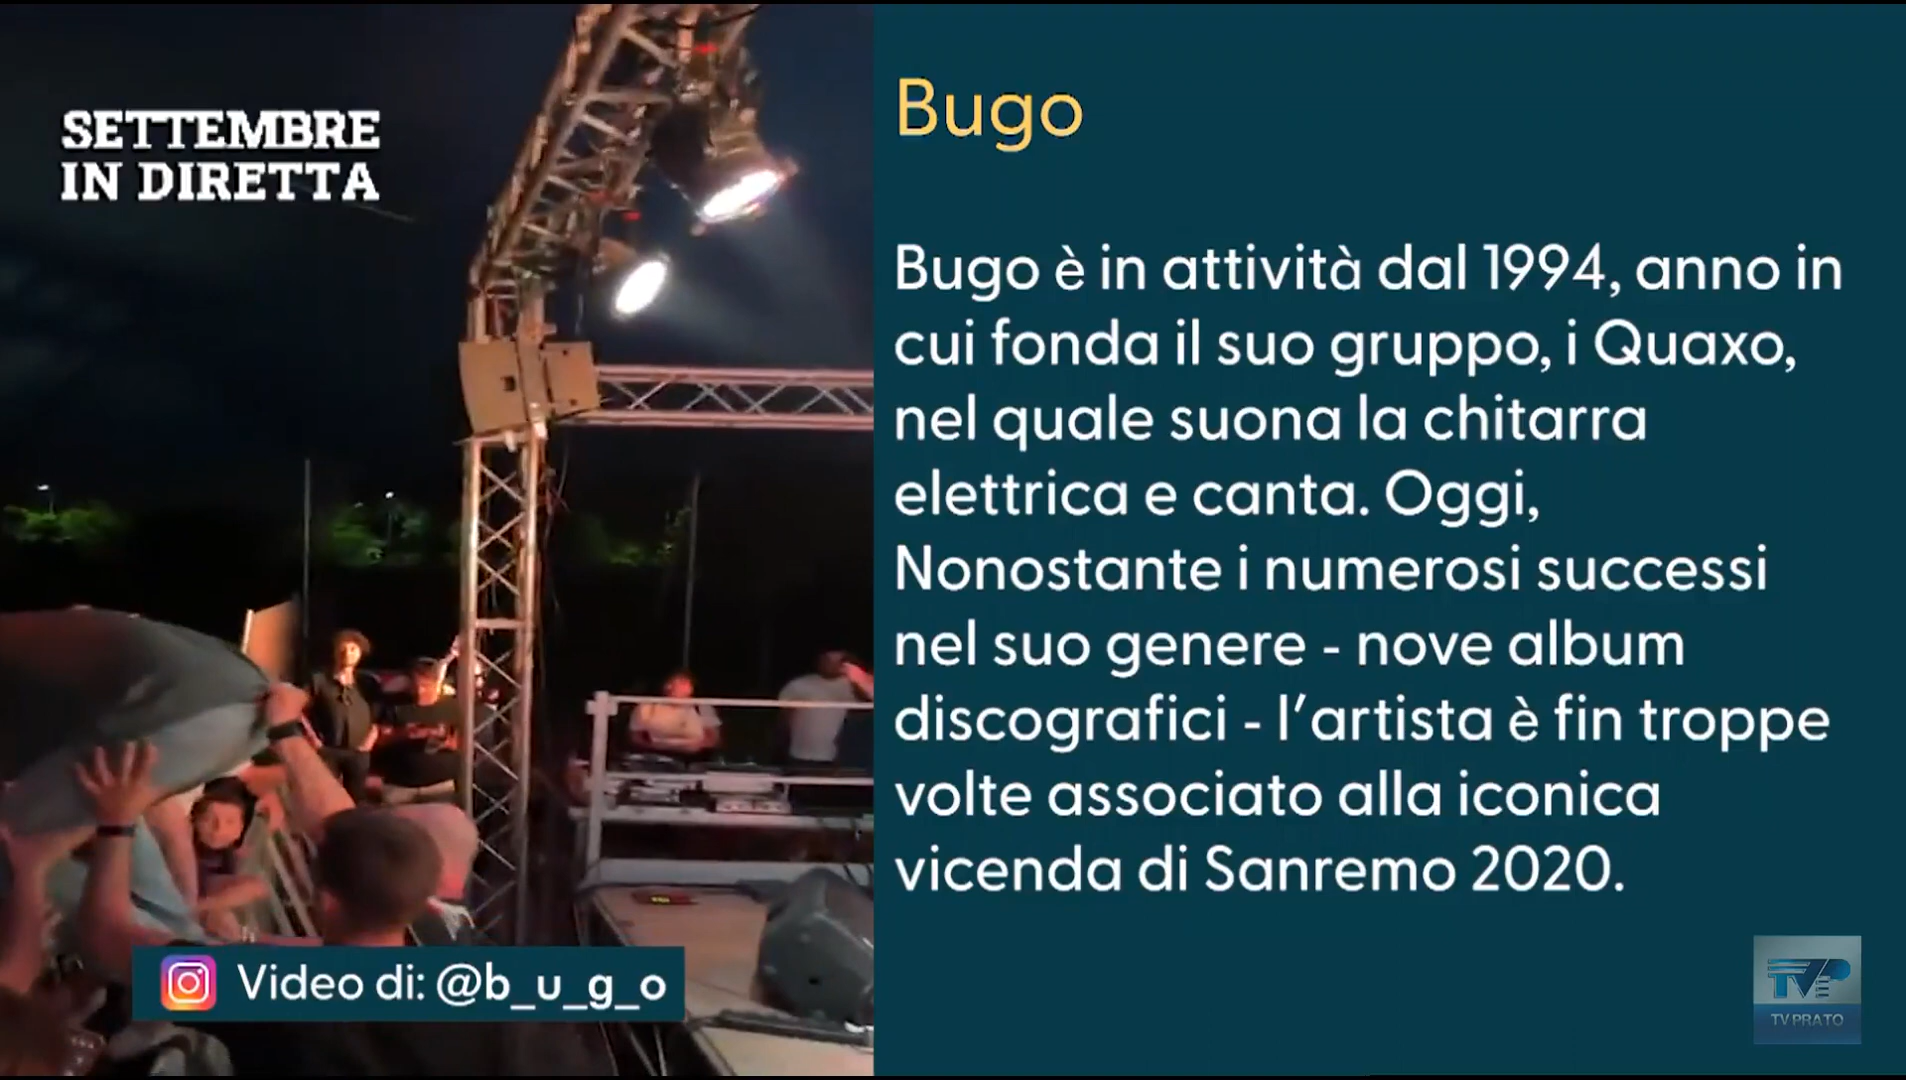 SETTEMBRE
IN DIRETTA
Bugo
Bugo è in attività dal 1994, anno in
cui fonda il suo gruppo, i Quaxo,
nel quale suona la chitarra
elettrica e canta. Oggi,
Nonostante i numerosi successi
nel suo genere - nove album
discografici - l'artista è fin troppe
volte associato alla iconica
vicenda di Sanremo 2020.
Video di: @b_u_g_o
TVP
TV PRATO